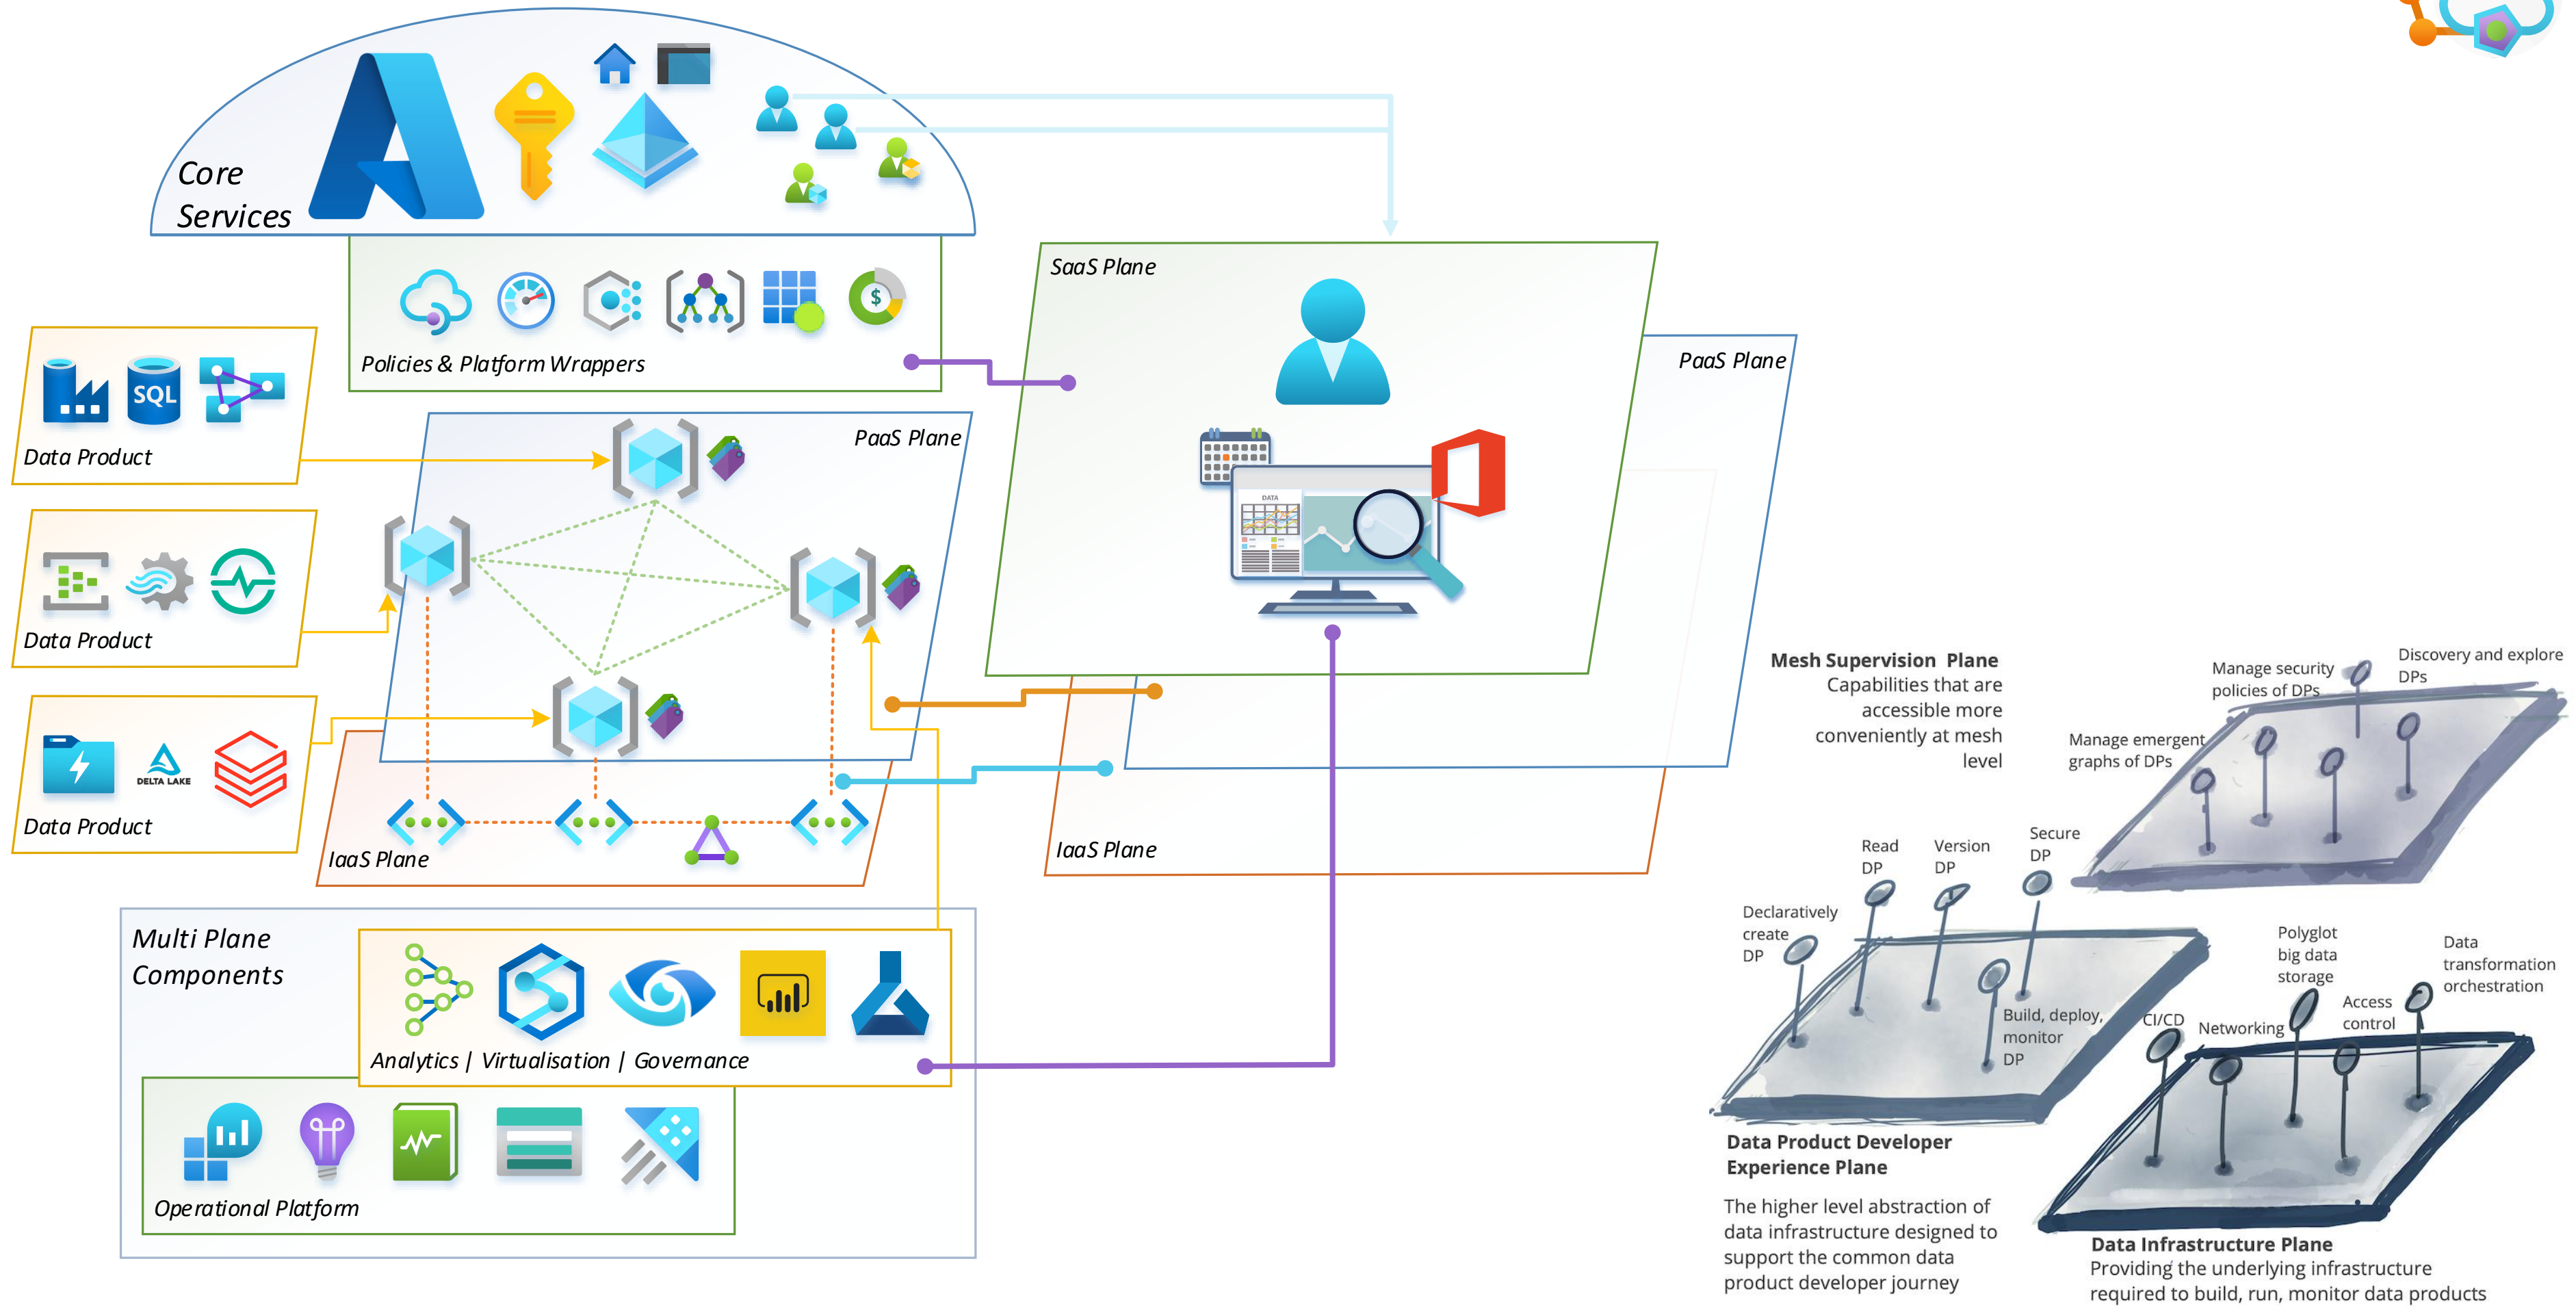 Core
Services
Policies & Platform Wrappers
SQL
Data Product
Data Product
DELTA LAKE
Data Product
PaaS Plane
IaaS Plane
Multi Plane
Components
Analytics | Virtualisation | Governance
Operational Platform
SaaS Plane
DATA
PaaS Plane
IaaS Plane
Mesh Supervision Plane
Capabilities that are
accessible more
conveniently at mesh
level
Manage security
policies of DPs
Discovery and explore
DPs
Manage emergent
graphs of DPs
Read
DP
Version
DP
Secure
DP
Declaratively
create
DP
Build, deploy,
monitor
DP
Data Product Developer
Experience Plane
The higher level abstraction of
data infrastructure designed to
support the common data
product developer journey
CI/CD
Networking
Polyglot
big data
storage
Access
control
Data
transformation
orchestration
Data Infrastructure Plane
Providing the underlying infrastructure
required to build, run, monitor data products